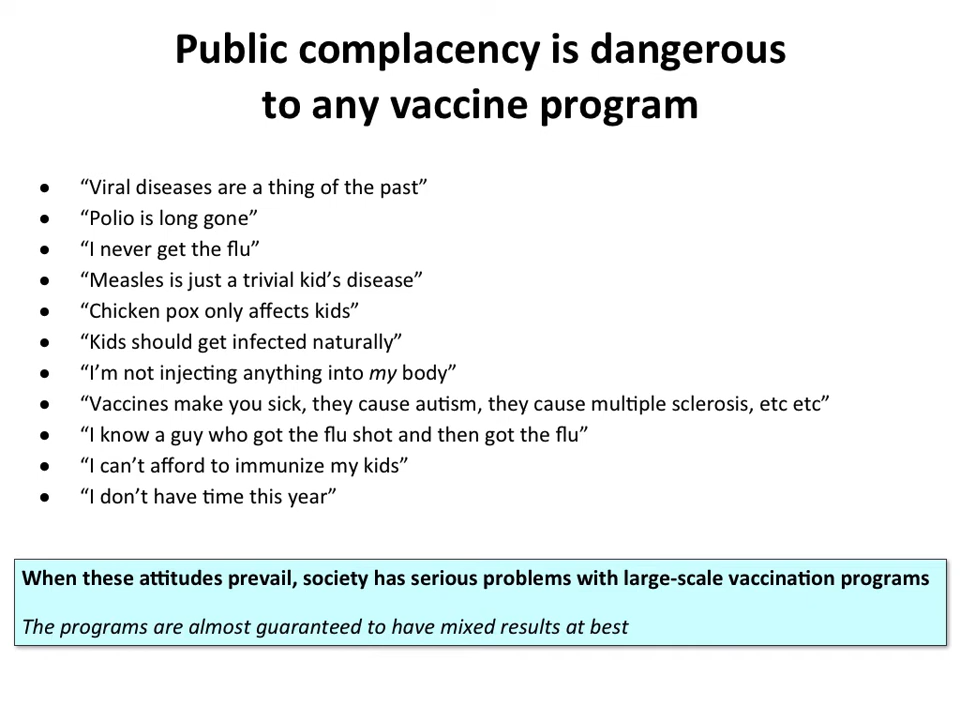 Public complacency is dangerous
to any vaccine program
● “Viral diseases are a thing of the past”
● “Polio is long gone”
● “I never get the flu”
● “Measles is just a trivial kid’s disease”
● “Chicken pox only affects kids”
● “Kids should get infected naturally”
● “I’m not injecting anything into my body”
● “Vaccines make you sick, they cause autism, they cause multiple sclerosis, etc etc”
● “I know a guy who got the flu shot and then got the flu”
● “I can’t afford to immunize my kids”
● “I don’t have time this year”
When these attitudes prevail, society has serious problems with large-scale vaccination programs
The programs are almost guaranteed to have mixed results at best